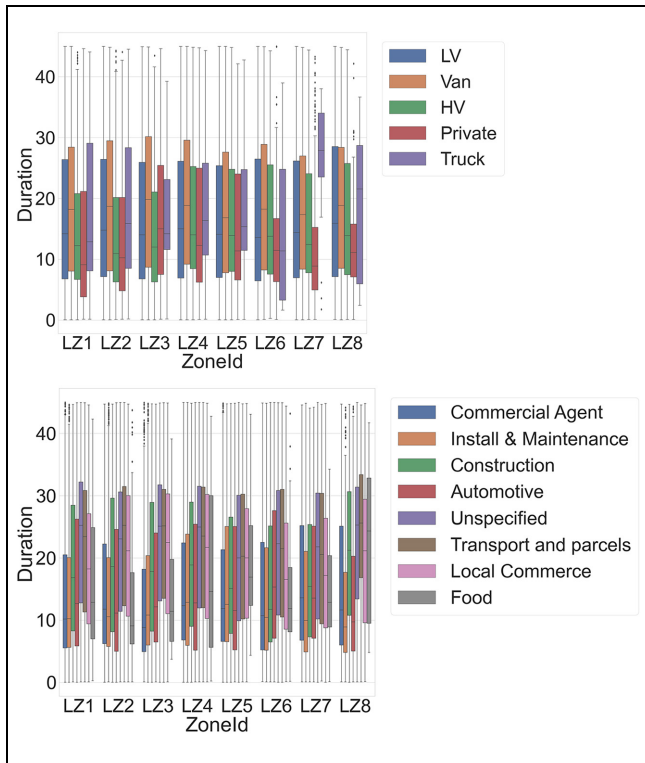 Duration
40
30
20
10
0
LZ1 LZ2 LZ3 LZ4 LZ5 LZ6 LZ7 LZ8
ZoneId
LV
Van
HV
Private
Truck
Duration
40
30
20
10
0
LZ1 LZ2 LZ3 LZ4 LZ5 LZ6 LZ7 LZ8
ZoneId
Commercial Agent
Install & Maintenance
Construction
Automotive
Unspecified
Transport and parcels
Local Commerce
Food